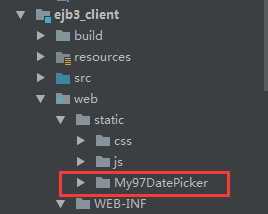 ejb3_client
build
resources
src
web
static
css
js
My97DatePicker
WEB-INF